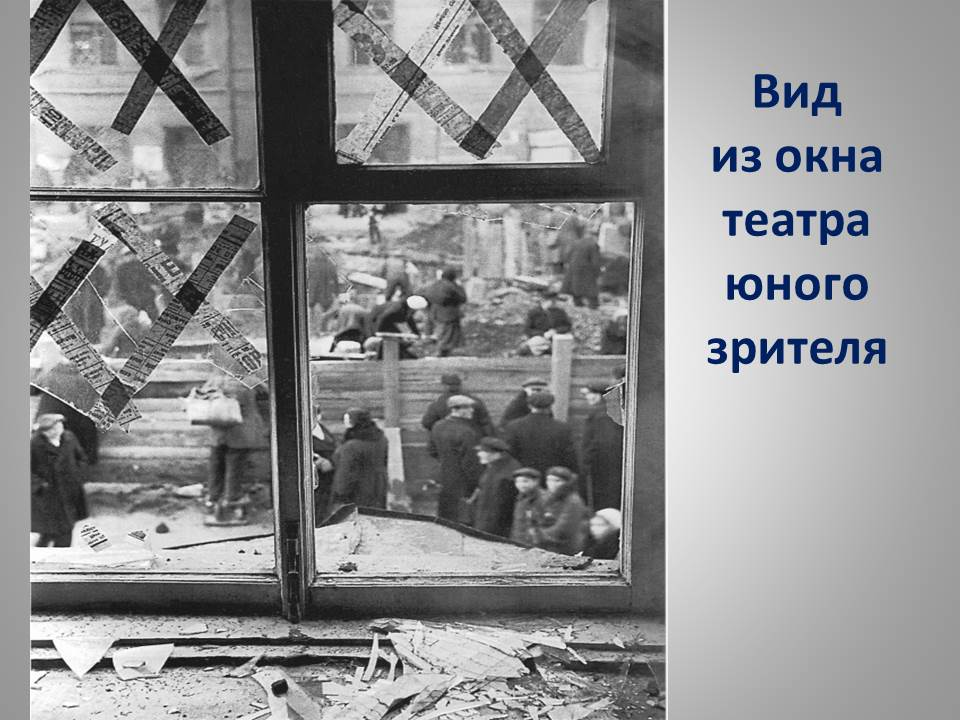 Вид
из окна
театра
юного
зрителя